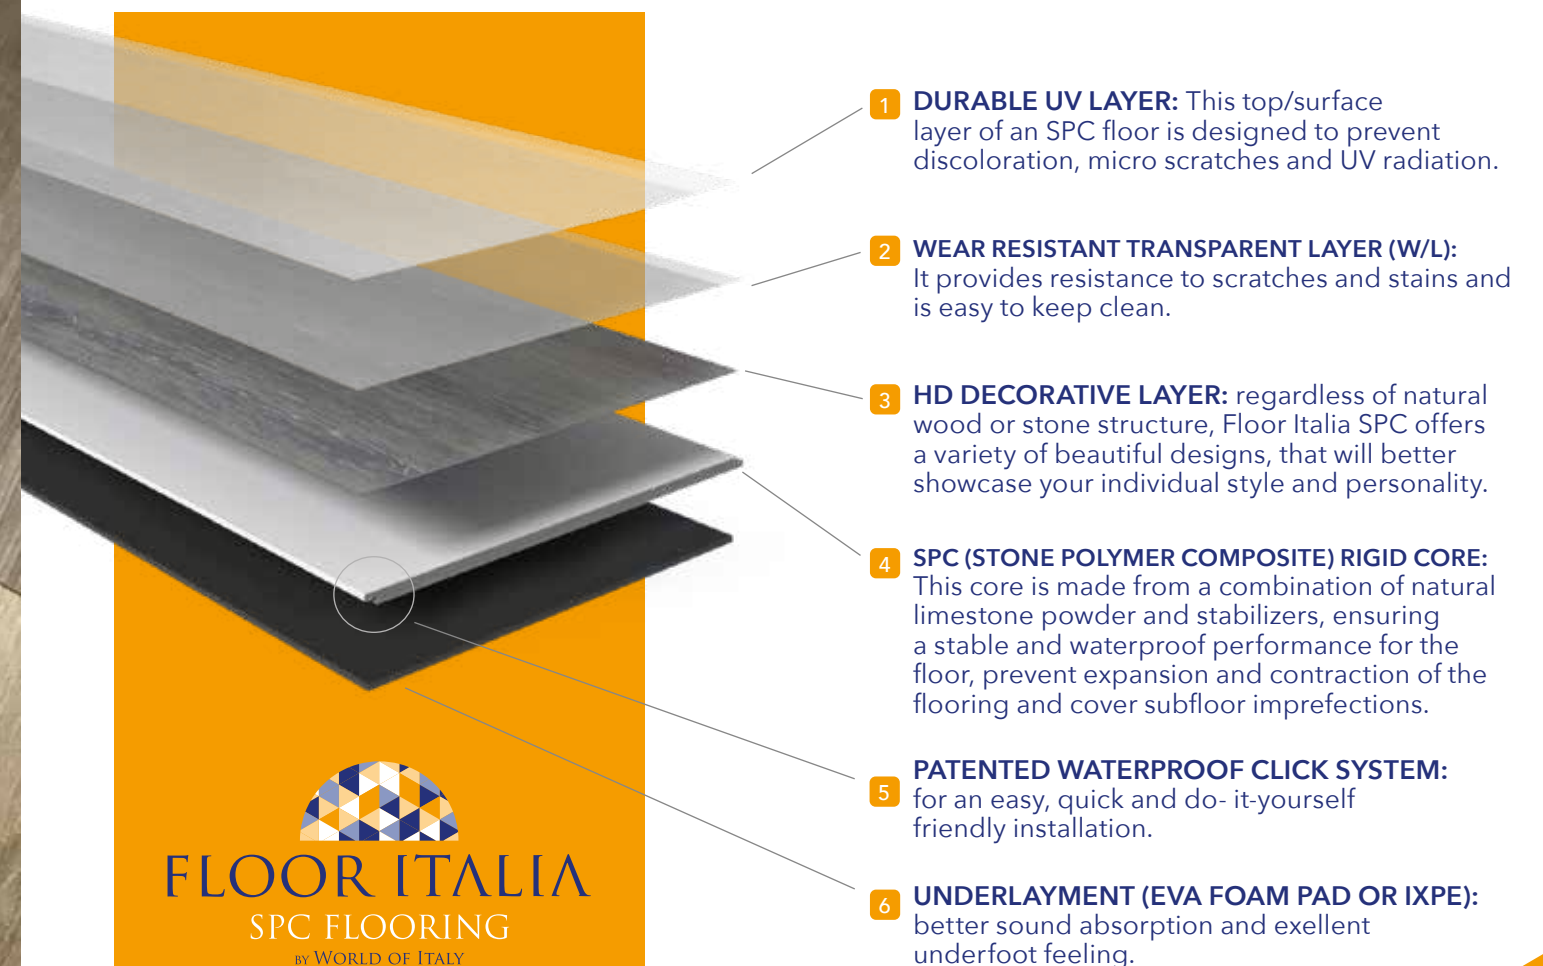 1 DURABLE UV LAYER: This top/surface
layer of an SPC floor is designed to prevent
discoloration, micro scratches and UV radiation.
2 WEAR RESISTANT TRANSPARENT LAYER (W/L):
It provides resistance to scratches and stains and
is easy to keep clean.
3 HD DECORATIVE LAYER: regardless of natural
wood or stone structure, Floor Italia SPC offers
a variety of beautiful designs, that will better
showcase your individual style and personality.
4 SPC (STONE POLYMER COMPOSITE) RIGID CORE:
This core is made from a combination of natural
limestone powder and stabilizers, ensuring
a stable and waterproof performance for the
floor, prevent expansion and contraction of the
flooring and cover subfloor imprefections.
5 PATENTED WATERPROOF CLICK SYSTEM:
for an easy, quick and do- it-yourself
friendly installation.
6 UNDERLAYMENT (EVA FOAM PAD OR IXPE):
better sound absorption and exellent
underfoot feeling.
FLOOR ITALIA
SPC FLOORING
BY WORLD OF ITALY